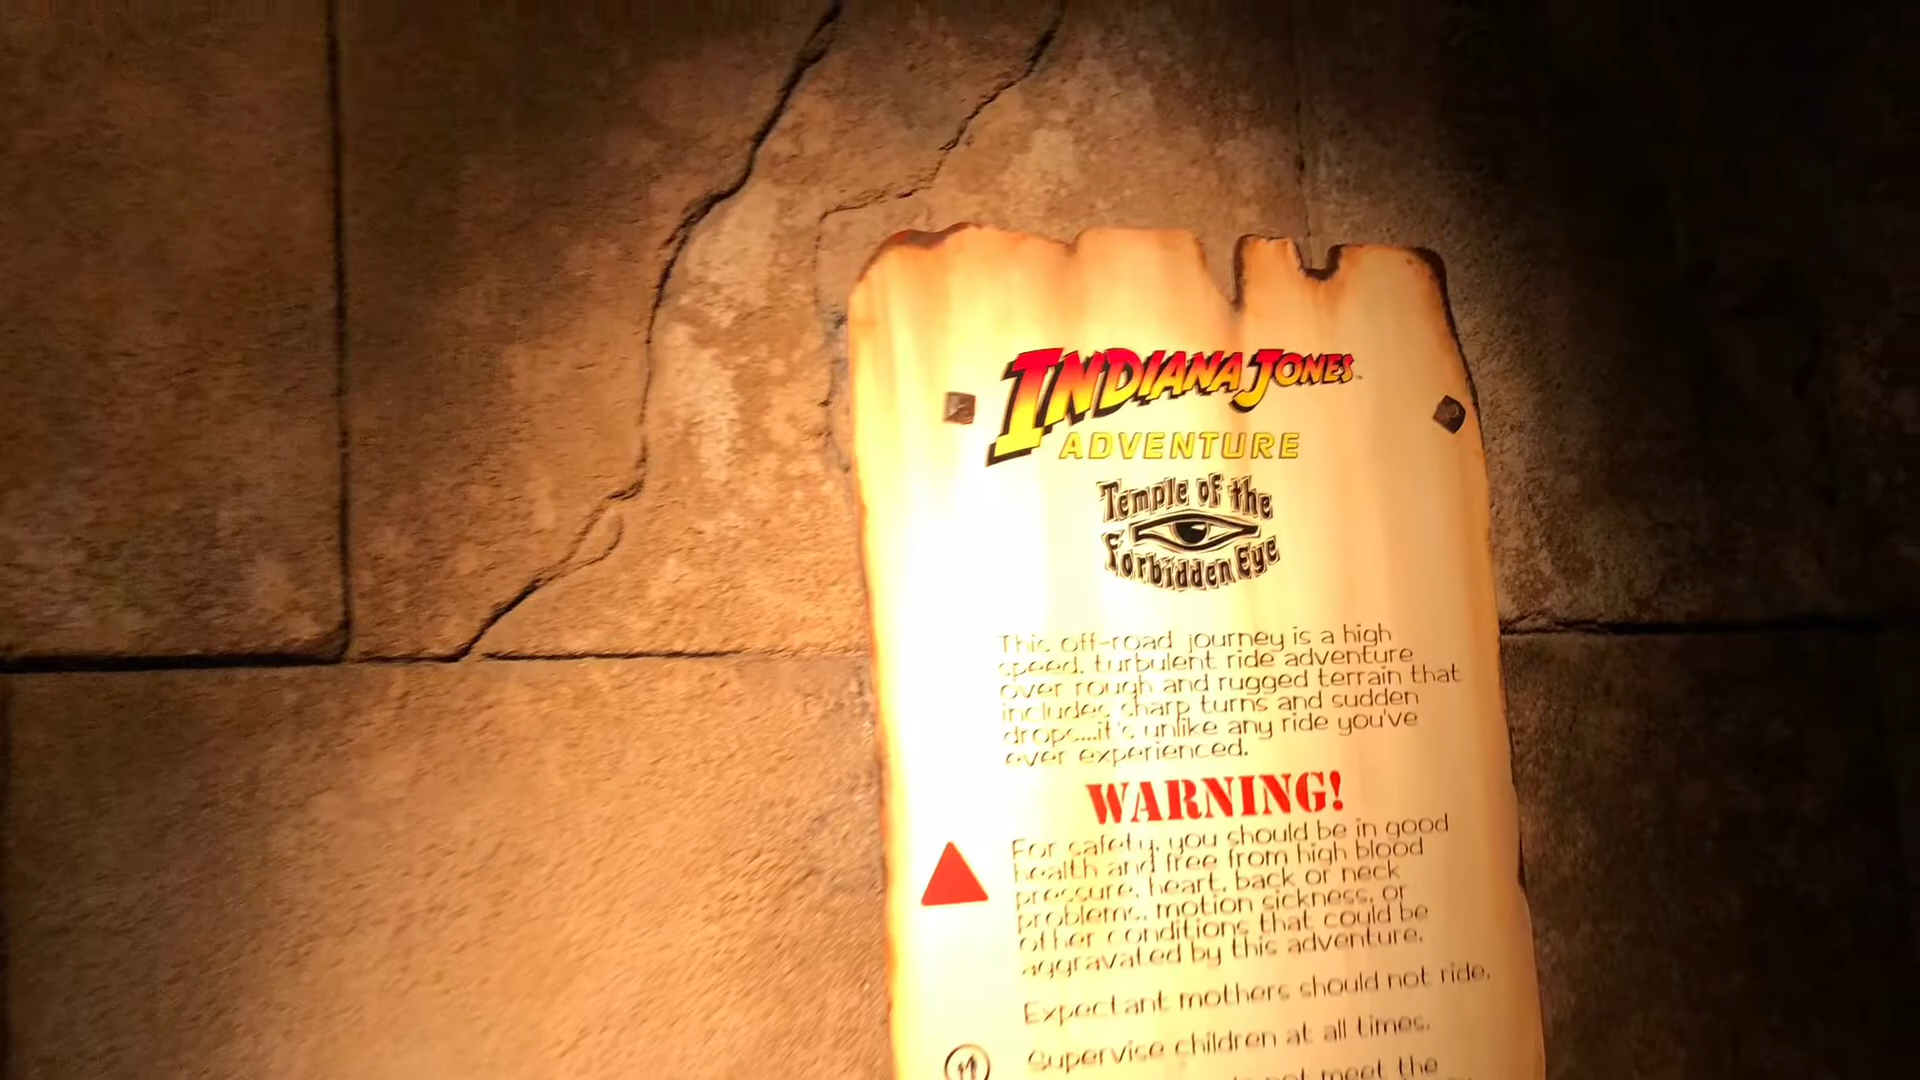 INDIANA JONES
ADVENTURE
Temple of the
Forbidden Eye
This off-road journey is a high
speed, turbulent ride adventure
over rough and rugged terrain that
includes sharp turns and sudden
drops...it's unlike any ride you've
ever experienced.
WARNING!
For safety, you should be in good
health and free from high blood
pressure, heart, back or neck
problems, motion sickness, or
other conditions that could be
aggravated by this adventure.
Expectant mothers should not ride.
Supervise children at all times.
not meet the